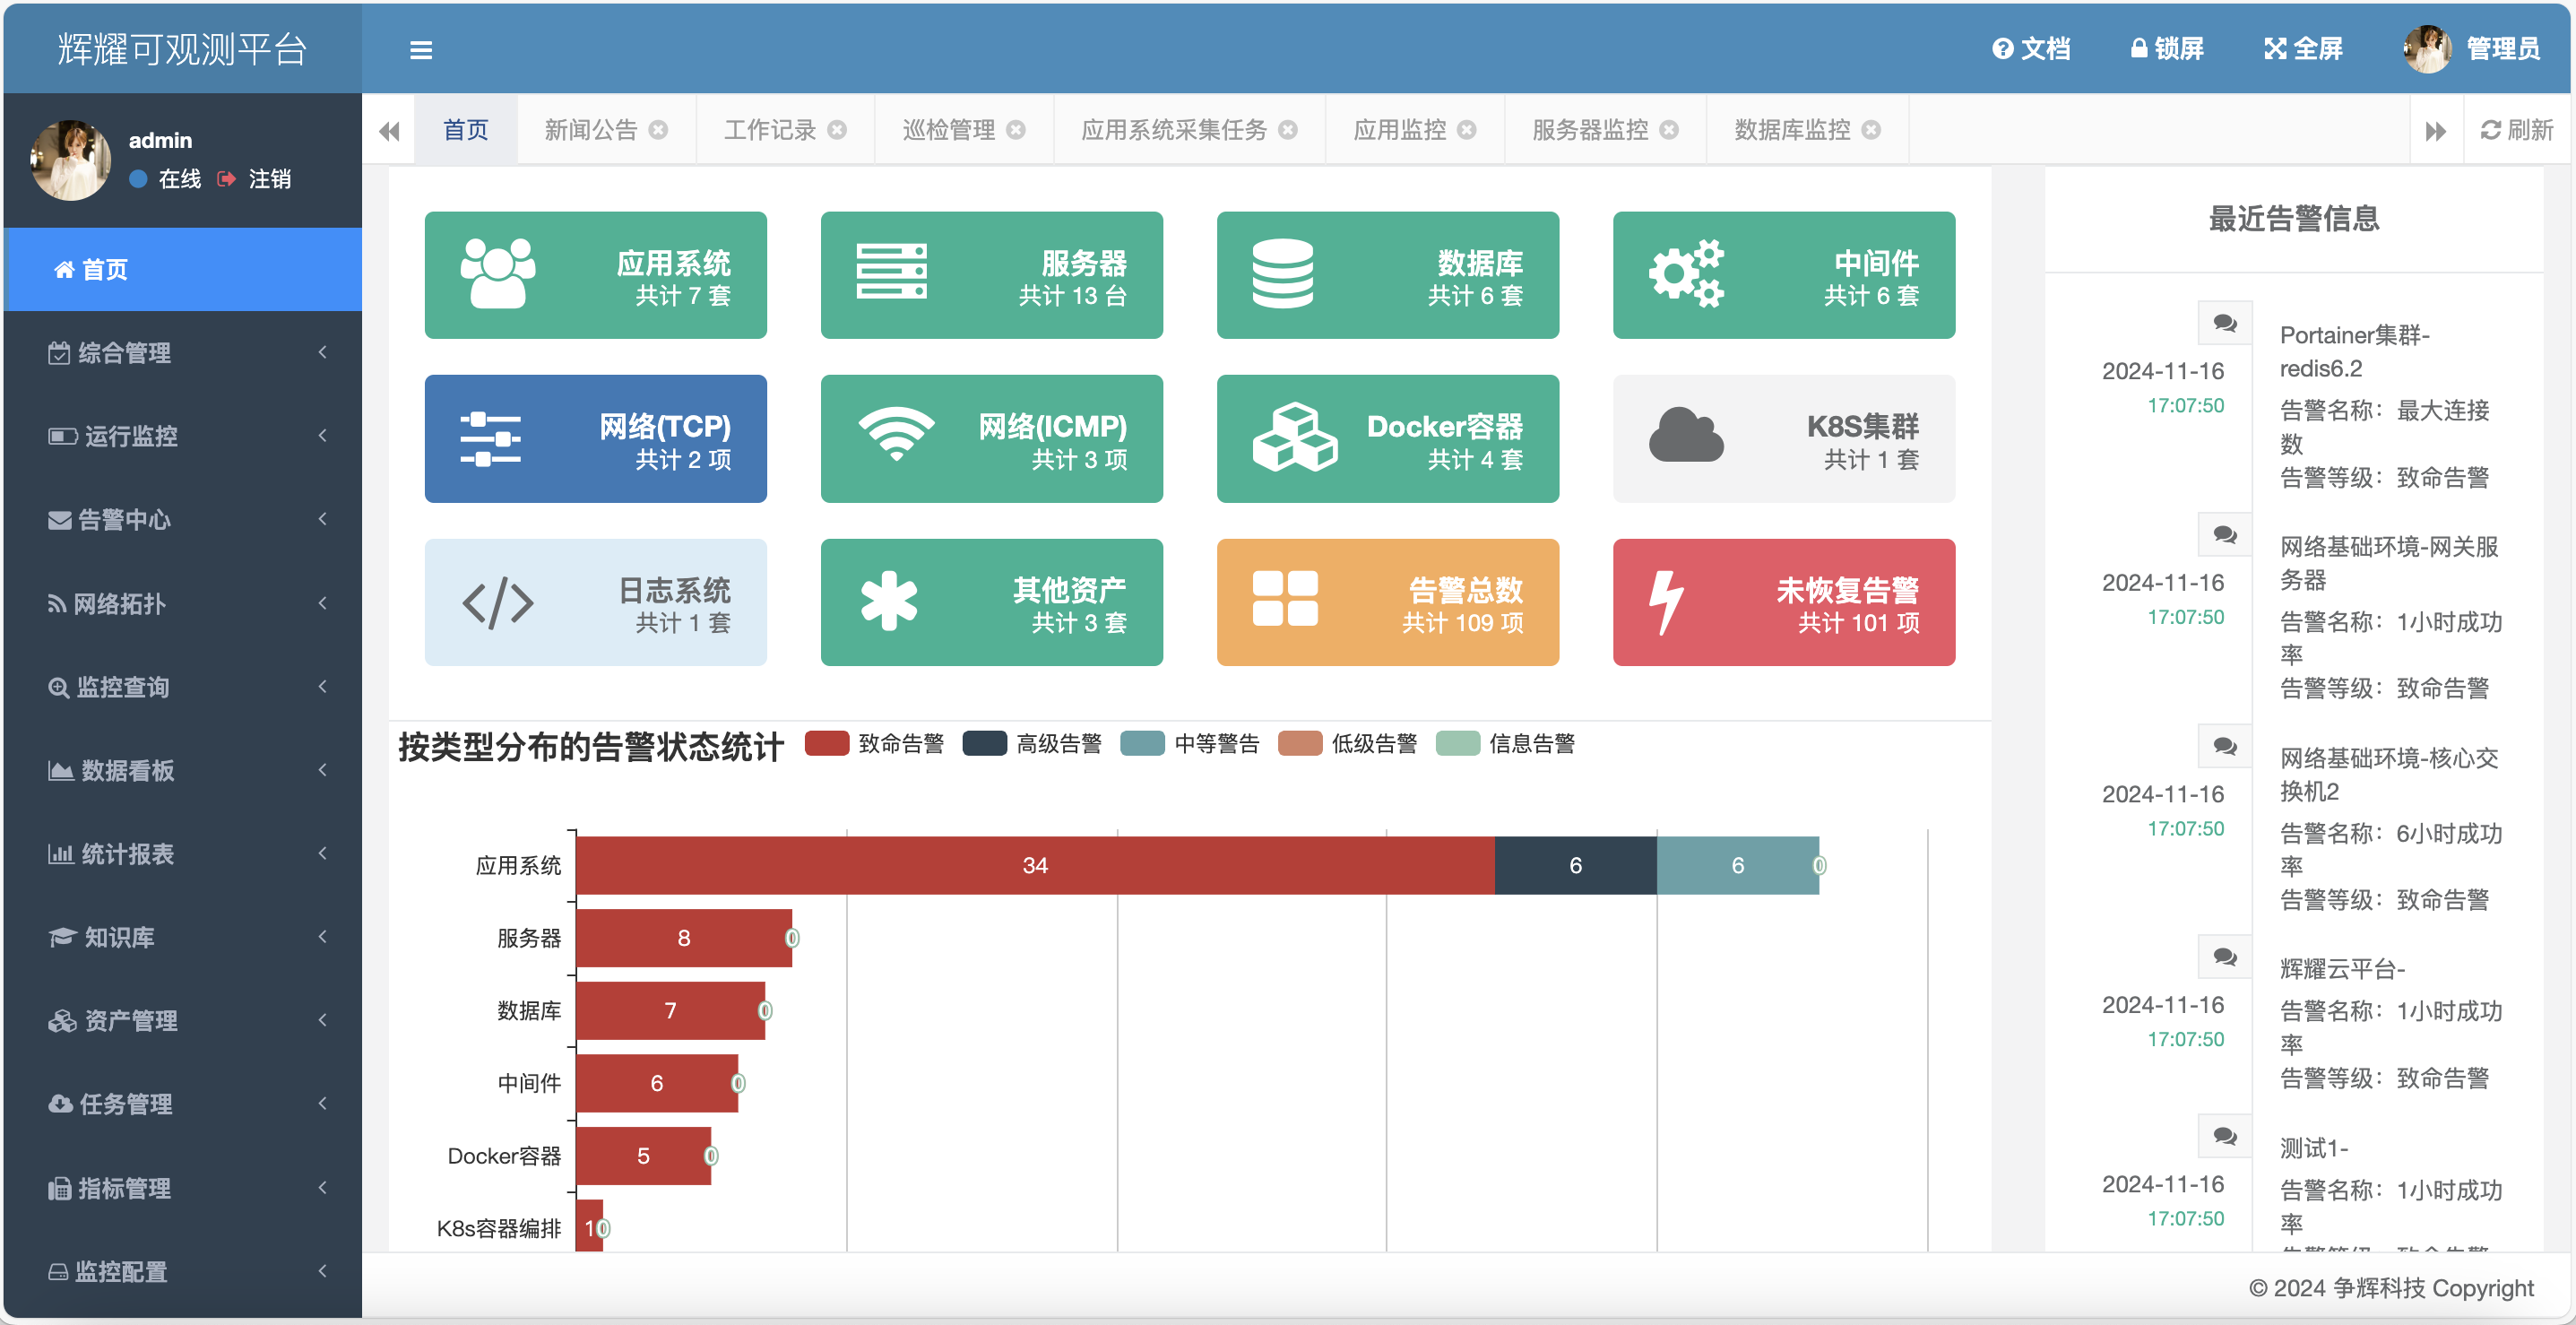 辉耀可观测平台
文档
锁屏
全屏
管理员
admin
在线
注销
首页
综合管理
运行监控
告警中心
网络拓扑
监控查询
数据看板
统计报表
知识库
资产管理
任务管理
指标管理
监控配置
首页
新闻公告
工作记录
巡检管理
应用系统采集任务
应用监控
服务器监控
数据库监控
刷新
应用系统
共计 7 套
服务器
共计 13 台
数据库
共计 6 套
中间件
共计 6 套
网络(TCP)
共计 2 项
网络(ICMP)
共计 3 项
Docker容器
共计 4 套
K8S集群
共计 1 套
日志系统
共计 1 套
其他资产
共计 3 套
告警总数
共计 109 项
未恢复告警
共计 101 项
按类型分布的告警状态统计
致命告警
高级告警
中等警告
低级告警
信息告警
应用系统
34
6
6
0
服务器
8
0
数据库
7
0
中间件
6
0
Docker容器
5
0
K8s容器编排
1
0
最近告警信息
2024-11-16
17:07:50
Portainer集群-
redis6.2
告警名称：最大连接
数
告警等级：致命告警
2024-11-16
17:07:50
网络基础环境-网关服
务器
告警名称：1小时成功
率
告警等级：致命告警
2024-11-16
17:07:50
网络基础环境-核心交
换机2
告警名称：6小时成功
率
告警等级：致命告警
2024-11-16
17:07:50
辉耀云平台-
告警名称：1小时成功
率
告警等级：致命告警
2024-11-16
17:07:50
测试1-
告警名称：1小时成功
率
© 2024 争辉科技 Copyright